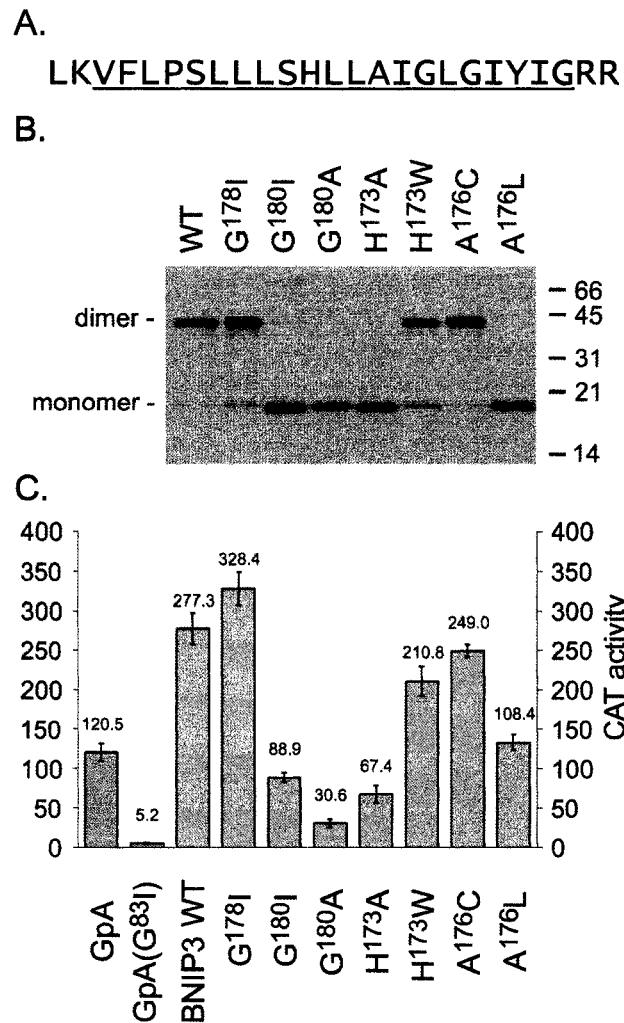 A.
LKVFLPSLLLSHLLAIGLGIYIGRR
B.
WT G178I G180I G180A H173A H173W A176C A176L
66
dimer - 45
31
21
monomer -
14
C.
400 400
350 328.4 350
300 277.3 300
250 249.0 250
210.8
200 200
150 120.5 108.4 150
100 88.9 100
67.4
50 30.6 50
5.2
0 0
CAT activity
GpA GpA(G83I) BNIP3 WT G178I G180I G180A H173A H173W A176C A176L